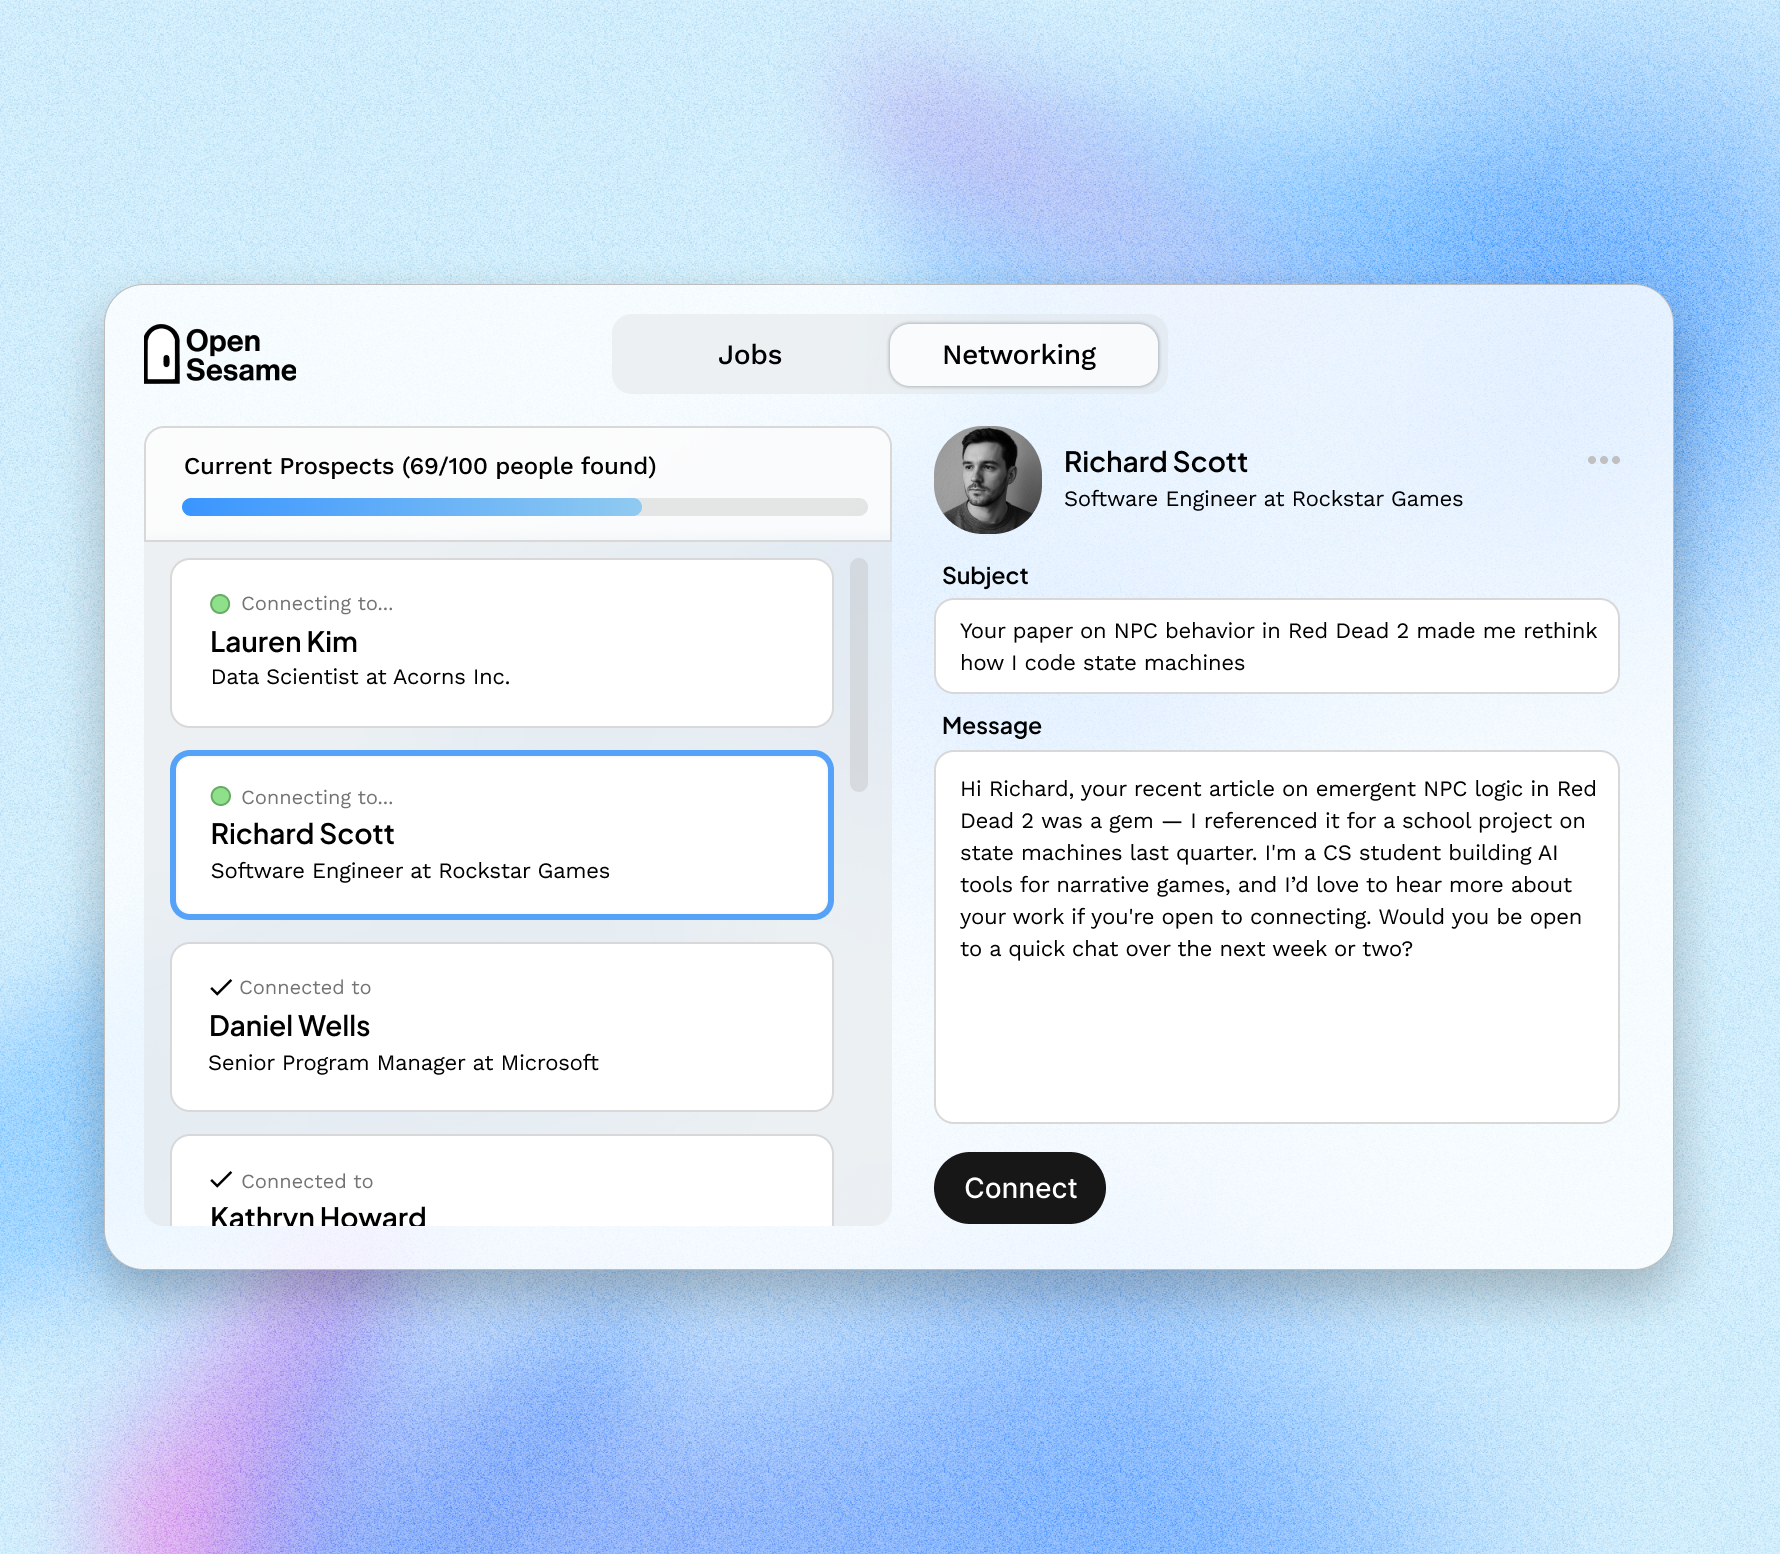 Open
Sesame
Jobs
Networking
Current Prospects (69/100 people found)
Connecting to...
Lauren Kim
Data Scientist at Acorns Inc.
Connecting to...
Richard Scott
Software Engineer at Rockstar Games
Connected to
Daniel Wells
Senior Program Manager at Microsoft
Connected to
Kathryn Howard
Richard Scott
Software Engineer at Rockstar Games
Subject
Your paper on NPC behavior in Red Dead 2 made me rethink
how I code state machines
Message
Hi Richard, your recent article on emergent NPC logic in Red
Dead 2 was a gem — I referenced it for a school project on
state machines last quarter. I'm a CS student building AI
tools for narrative games, and I’d love to hear more about
your work if you're open to connecting. Would you be open
to a quick chat over the next week or two?
Connect